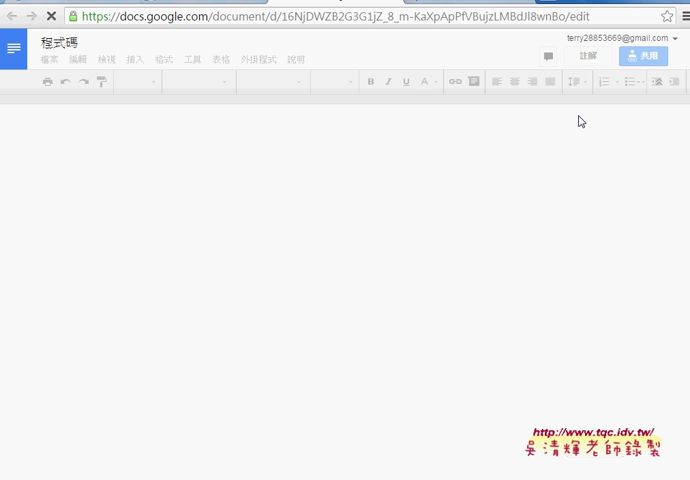 https://docs.google.com/document/d/16NjDWZB2G3G1jZ_8_m-KaXpApPfVBujzLMBdJI8wnBo/edit
程式碼
terry28853669@gmail.com
檔案 編輯 檢視 插入 格式 工具 表格 外掛程式 說明
註解
共用
B I U A
http://www.tqc.idv.tw/
吳清輝老師錄製